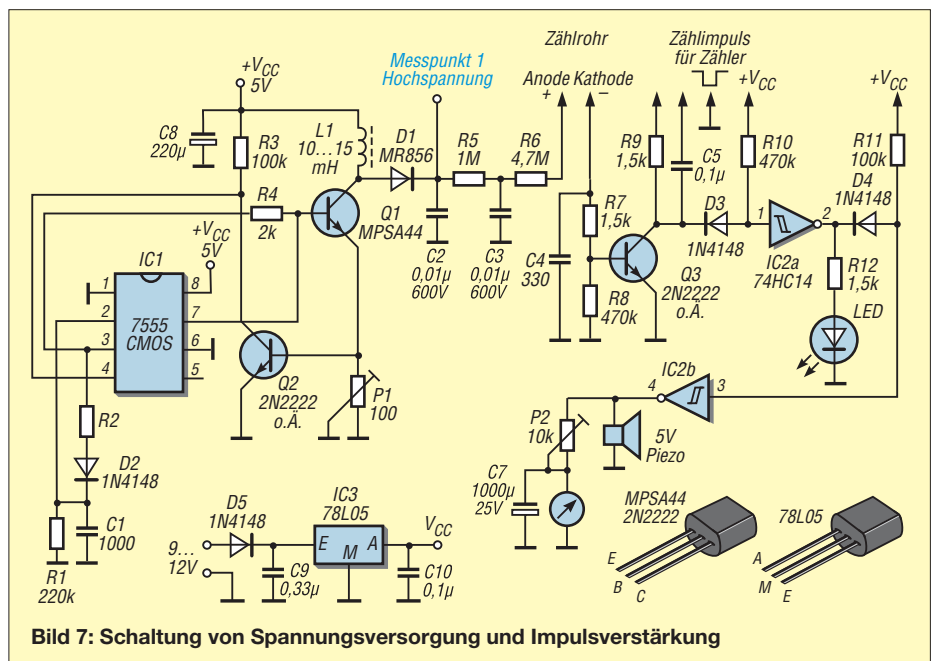 Messpunkt 1
Hochspannung
Zählrohr
Anode Kathode
+ −
Zählimpuls
für Zähler
+VCC
5V
+VCC
+VCC
C8
220µ
R3
100k
L1
10...15
mH
D1
MR856
R5
1M
R6
4,7M
R9
1,5k
C5
0,1µ
R10
470k
R11
100k
D4
1N4148
R4
2k
Q1
MPSA44
C2
0,01µ
600V
C3
0,01µ
600V
C4
330
R7
1,5k
R8
470k
D3
1N4148
1
2
IC2a
74HC14
Q3
2N2222
o.Ä.
R12
1,5k
LED
+VCC
5V
IC1
7555
CMOS
1
2
3
4
8
7
6
5
Q2
2N2222
o.Ä.
P1
100
IC2b
4
3
R2
D2
1N4148
C1
1000
R1
220k
P2
10k
5V
Piezo
C7
1000µ
25V
D5
1N4148
9...
12V
IC3
78L05
E
M
A
VCC
C9
0,33µ
C10
0,1µ
MPSA44
2N2222
E
B
C
78L05
A
M
E
Bild 7: Schaltung von Spannungsversorgung und Impulsverstärkung